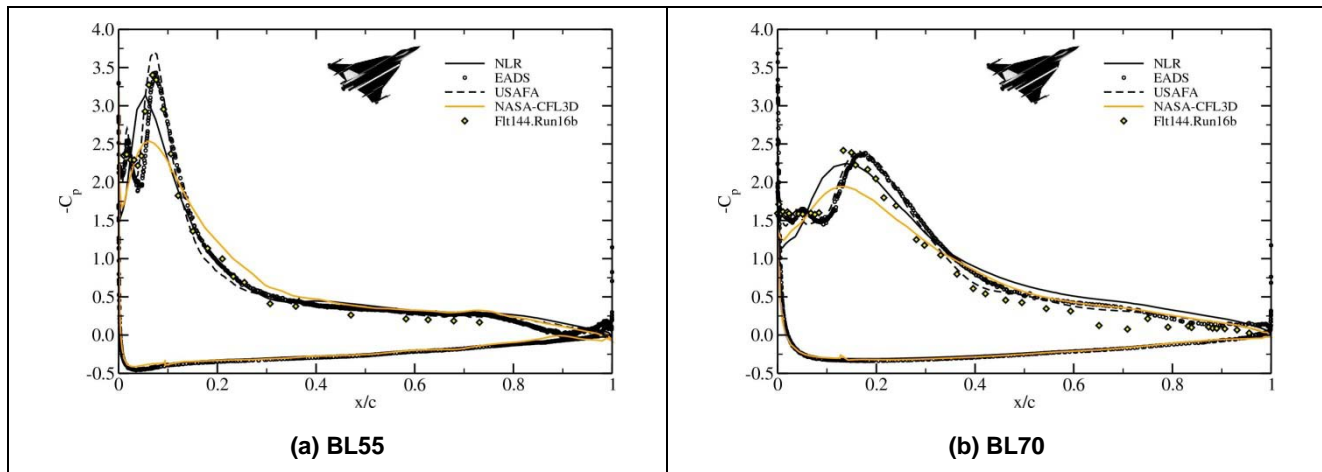 4.0
3.5
3.0
2.5
2.0
1.5
1.0
0.5
0.0
-0.5
-Cp
0 0.2 0.4 0.6 0.8 1
x/c
NLR
EADS
USAFA
NASA-CFL3D
Flt144.Run16b
(a) BL55
4.0
3.5
3.0
2.5
2.0
1.5
1.0
0.5
0.0
-0.5
-Cp
0 0.2 0.4 0.6 0.8 1
x/c
NLR
EADS
USAFA
NASA-CFL3D
Flt144.Run16b
(b) BL70